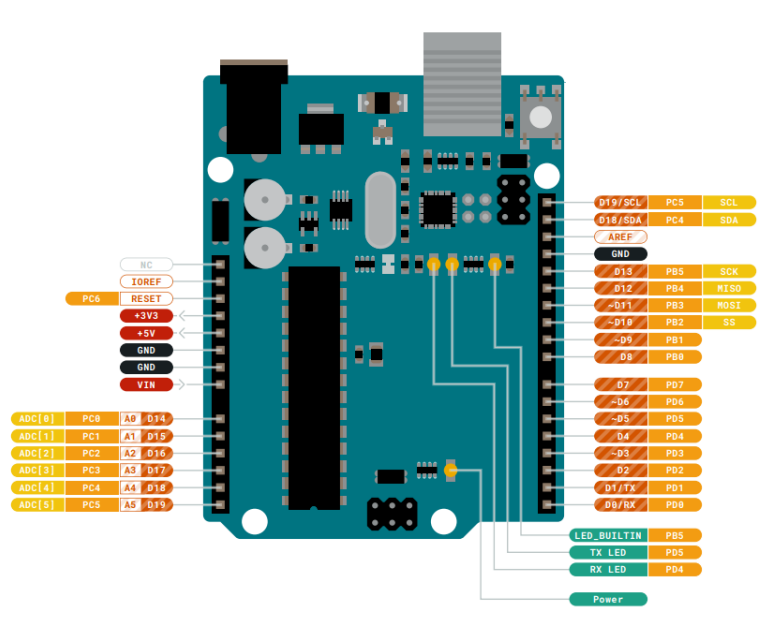 D19/SCL PC5 SCL
D18/SDA PC4 SDA
AREF
GND
NC
D13 PB5 SCK
IOREF
D12 PB4 MISO
PC6 RESET
~D11 PB3 MOSI
+3V3
~D10 PB2 SS
+5V
~D9 PB1
GND
D8 PB0
GND
VIN
D7 PD7
~D6 PD6
ADC[0] PC0 A0 D14
~D5 PD5
ADC[1] PC1 A1 D15
D4 PD4
ADC[2] PC2 A2 D16
~D3 PD3
ADC[3] PC3 A3 D17
D2 PD2
ADC[4] PC4 A4 D18
D1/TX PD1
ADC[5] PC5 A5 D19
D0/RX PD0
LED_BUILTIN PB5
TX LED PD5
RX LED PD4
Power